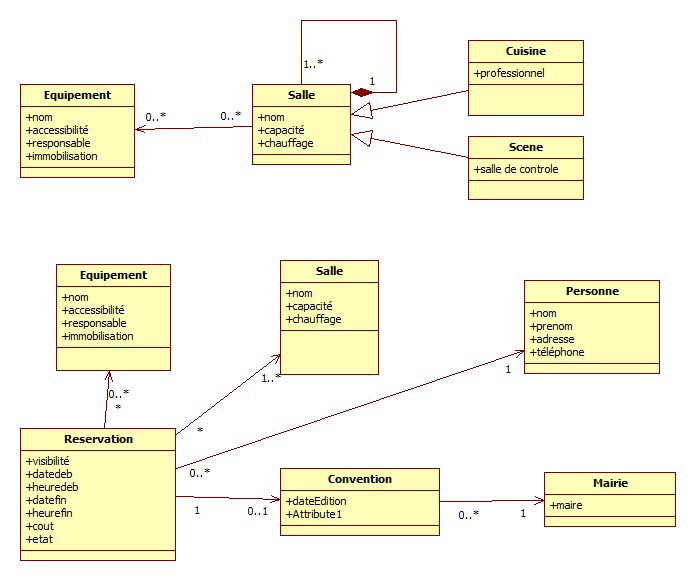 Equipement
+nom
+accessibilité
+responsable
+immobilisation
0..*
0..*
Salle
+nom
+capacité
+chauffage
1..*
1
Cuisine
+professionnel
Scene
+salle de controle
Equipement
+nom
+accessibilité
+responsable
+immobilisation
Salle
+nom
+capacité
+chauffage
Personne
+nom
+prenom
+adresse
+téléphone
0..*
*
1..*
*
1
0..*
Reservation
+visibilité
+datedeb
+heuredeb
+datefin
+heurefin
+cout
+etat
1
0..1
Convention
+dateEdition
+Attribute1
0..*
1
Mairie
+maire